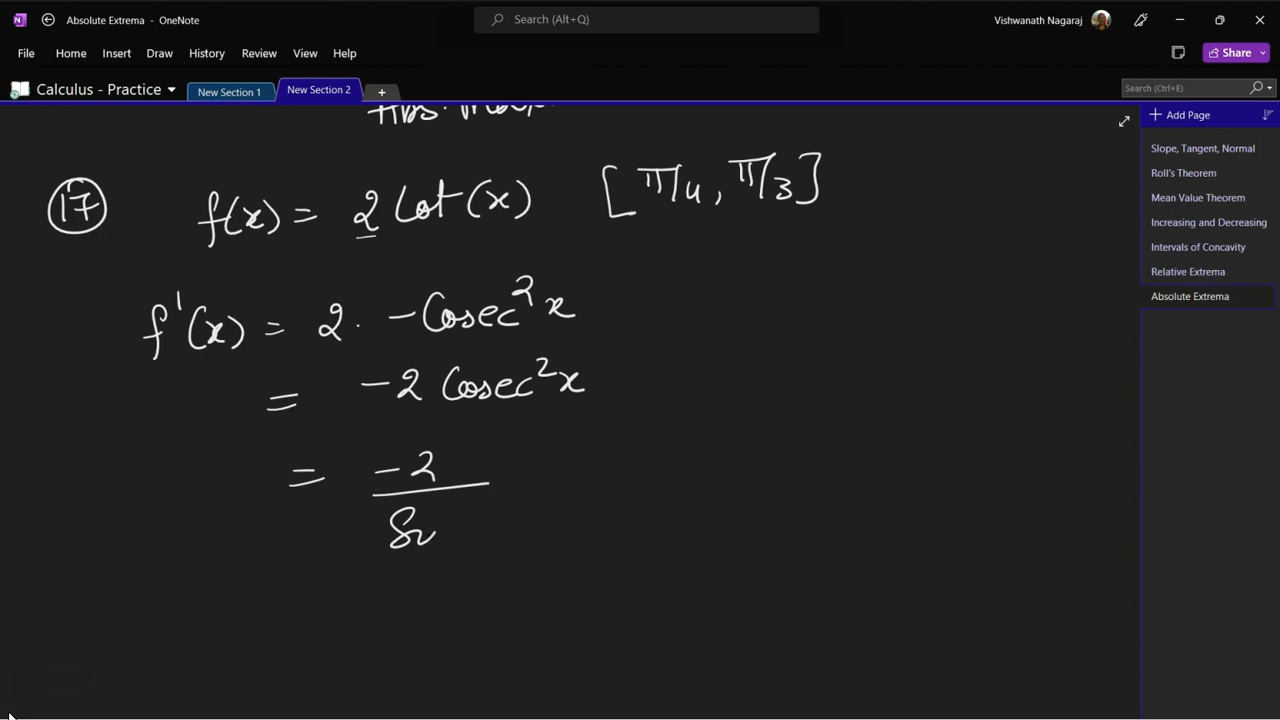 Absolute Extrema - OneNote
Search (Alt+Q)
Vishwanath Nagaraj
File Home Insert Draw History Review View Help
Share
Calculus - Practice
New Section 1
New Section 2
+
Search (Ctrl+E)
+ Add Page
Slope, Tangent, Normal
Roll's Theorem
Mean Value Theorem
Increasing and Decreasing
Intervals of Concavity
Relative Extrema
Absolute Extrema
17 f(x) = 2 Cot(x) [π/4, π/3]
f'(x) = 2 · -Cosec²x
= -2 Cosec²x
= -2
Si